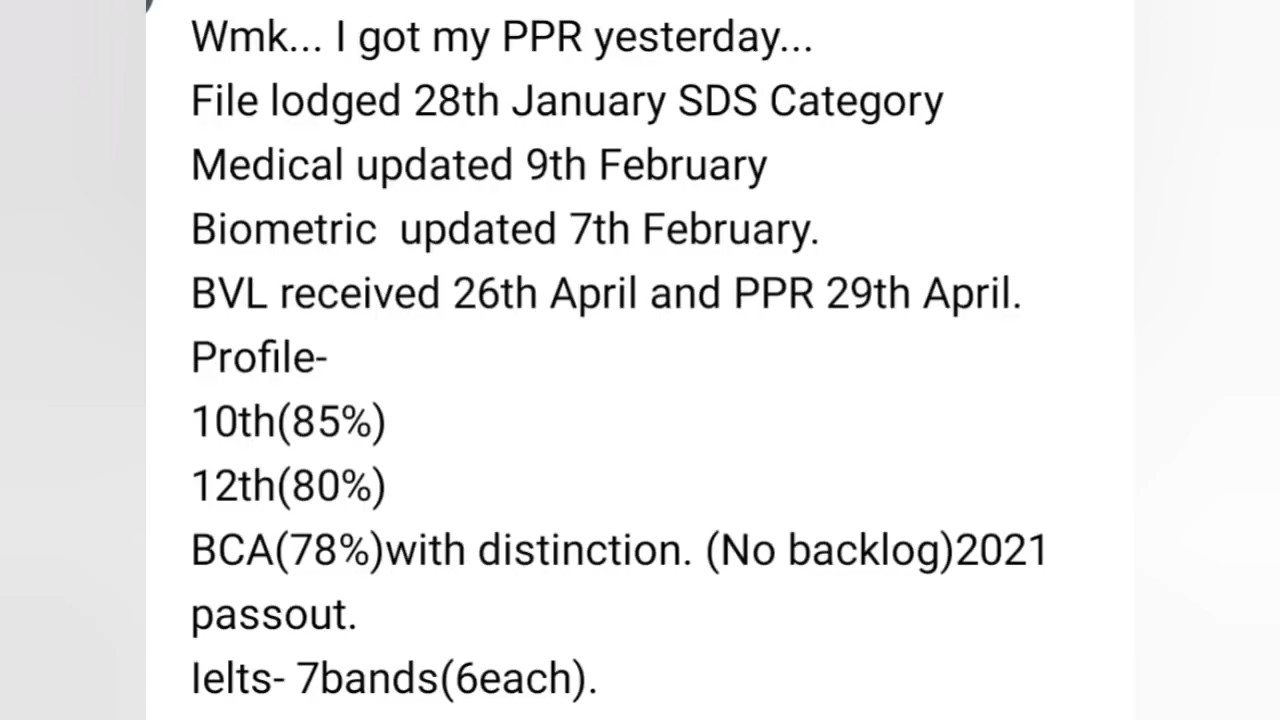 Wmk... I got my PPR yesterday...
File lodged 28th January SDS Category
Medical updated 9th February
Biometric  updated 7th February.
BVL received 26th April and PPR 29th April.
Profile-
10th(85%)
12th(80%)
BCA(78%)with distinction. (No backlog)2021
passout.
Ielts- 7bands(6each).